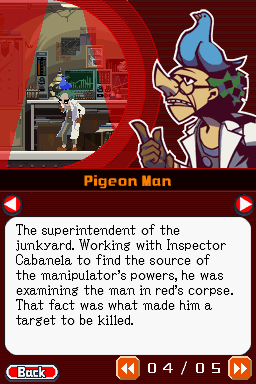 Pigeon Man
The superintendent of the
junkyard. Working with Inspector
Cabanela to find the source of
the manipulator's powers, he was
examining the man in red's corpse.
That fact was what made him a
target to be killed.
Back
04/05